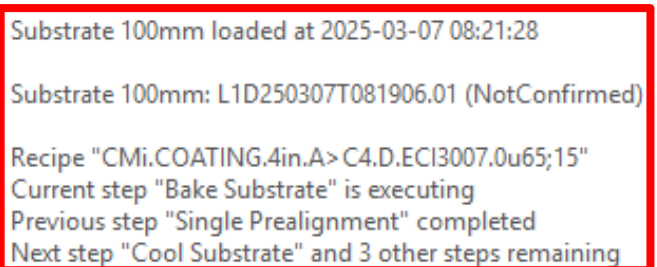 Substrate 100mm loaded at 2025-03-07 08:21:28
Substrate 100mm: L1D250307T081906.01 (NotConfirmed)
Recipe "CMi.COATING.4in.A>C4.D.ECI3007.0u65;15"
Current step "Bake Substrate" is executing
Previous step "Single Prealignment" completed
Next step "Cool Substrate" and 3 other steps remaining